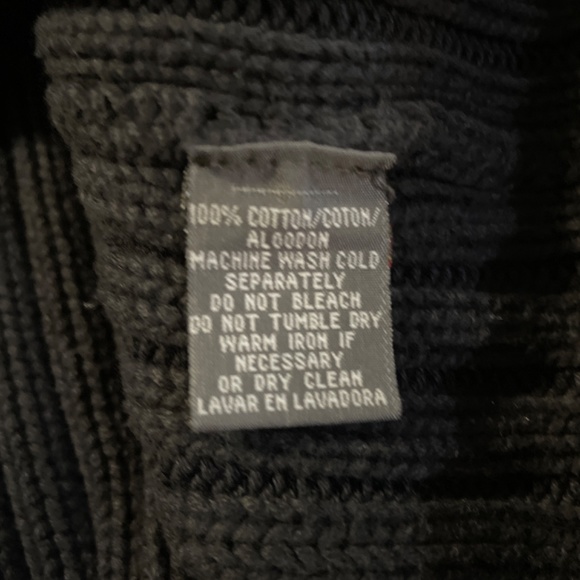 100% COTTON/COTON/
ALGODON
MACHINE WASH COLD
SEPARATELY
DO NOT BLEACH
DO NOT TUMBLE DRY
WARM IRON IF
NECESSARY
OR DRY CLEAN
LAVAR EN LAVADORA